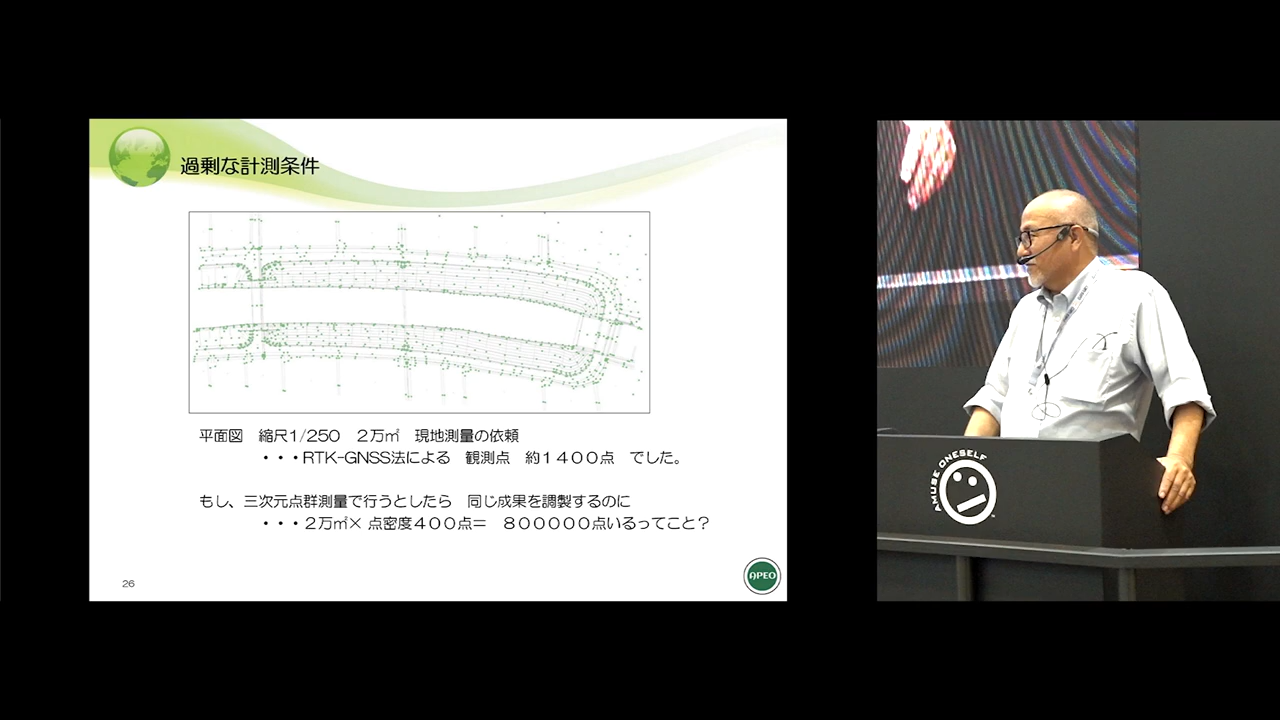 過剰な計測条件
平面図　縮尺1/250　２万㎡　現地測量の依頼
・・・RTK-GNSS法による　観測点　約１４００点　でした。
もし、三次元点群測量で行うとしたら　同じ成果を調製するのに
・・・２万㎡×点密度４００点＝　８０００００点いるってこと？
26
APEO
AMUSE ONESELF